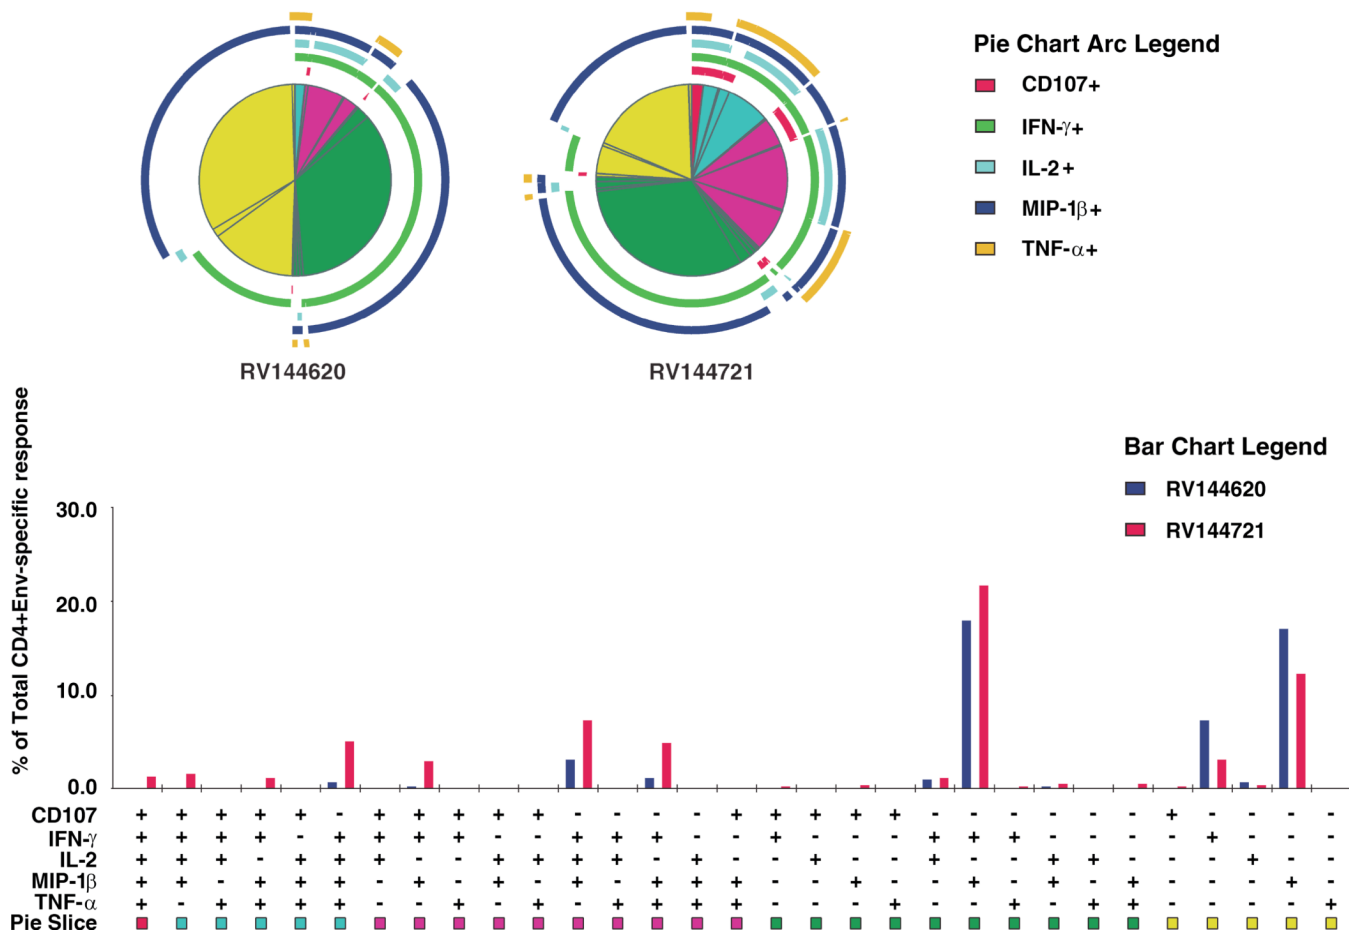 Pie Chart Arc Legend
CD107+
IFN-γ+
IL-2+
MIP-1β+
TNF-α+
RV144620
RV144721
Bar Chart Legend
RV144620
RV144721
% of Total CD4+Env-specific response
30.0
20.0
10.0
0.0
CD107 + + + + + - + + + + + - - - - + + + + + - - - - - - + - - - -
IFN-γ + + + + - + + + + - - + + + - - + - - - + + + - - - - + - - -
IL-2 + + + - + + + - - + + + + - + - - + - - + - - + + - - - + - -
MIP-1β + + - + + + - + - + - + - + + + - - + - - + - + - + - - - + -
TNF-α + - + + + + - - + - + - + + + + - - - + - - + - + + - - - - +
Pie Slice